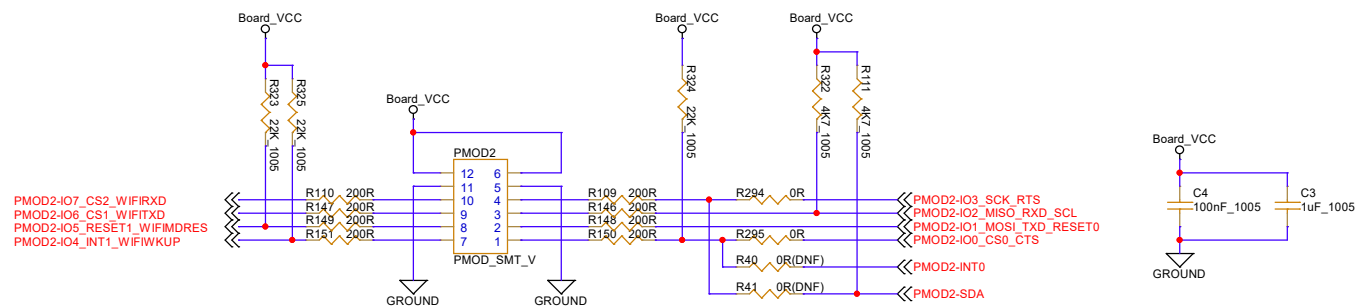 Board_VCC
Board_VCC
Board_VCC
Board_VCC
Board_VCC
R323
22K
1005
R325
22K
1005
R324
22K
1005
R322
4K7
1005
R111
4K7
1005
PMOD2
12 6
11 5
10 4
9 3
8 2
7 1
PMOD_SMT_V
PMOD2-IO7_CS2_WIFIRXD R110 200R R109 200R R294 0R PMOD2-IO3_SCK_RTS
PMOD2-IO6_CS1_WIFITXD R147 200R R146 200R PMOD2-IO2_MISO_RXD_SCL
PMOD2-IO5_RESET1_WIFIMDRES R149 200R R148 200R PMOD2-IO1_MOSI_TXD_RESET0
PMOD2-IO4_INT1_WIFIWKUP R151 200R R150 200R R295 0R PMOD2-IO0_CS0_CTS
R40 0R(DNF) PMOD2-INT0
R41 0R(DNF) PMOD2-SDA
GROUND
GROUND
C4
100nF_1005
C3
1uF_1005
GROUND